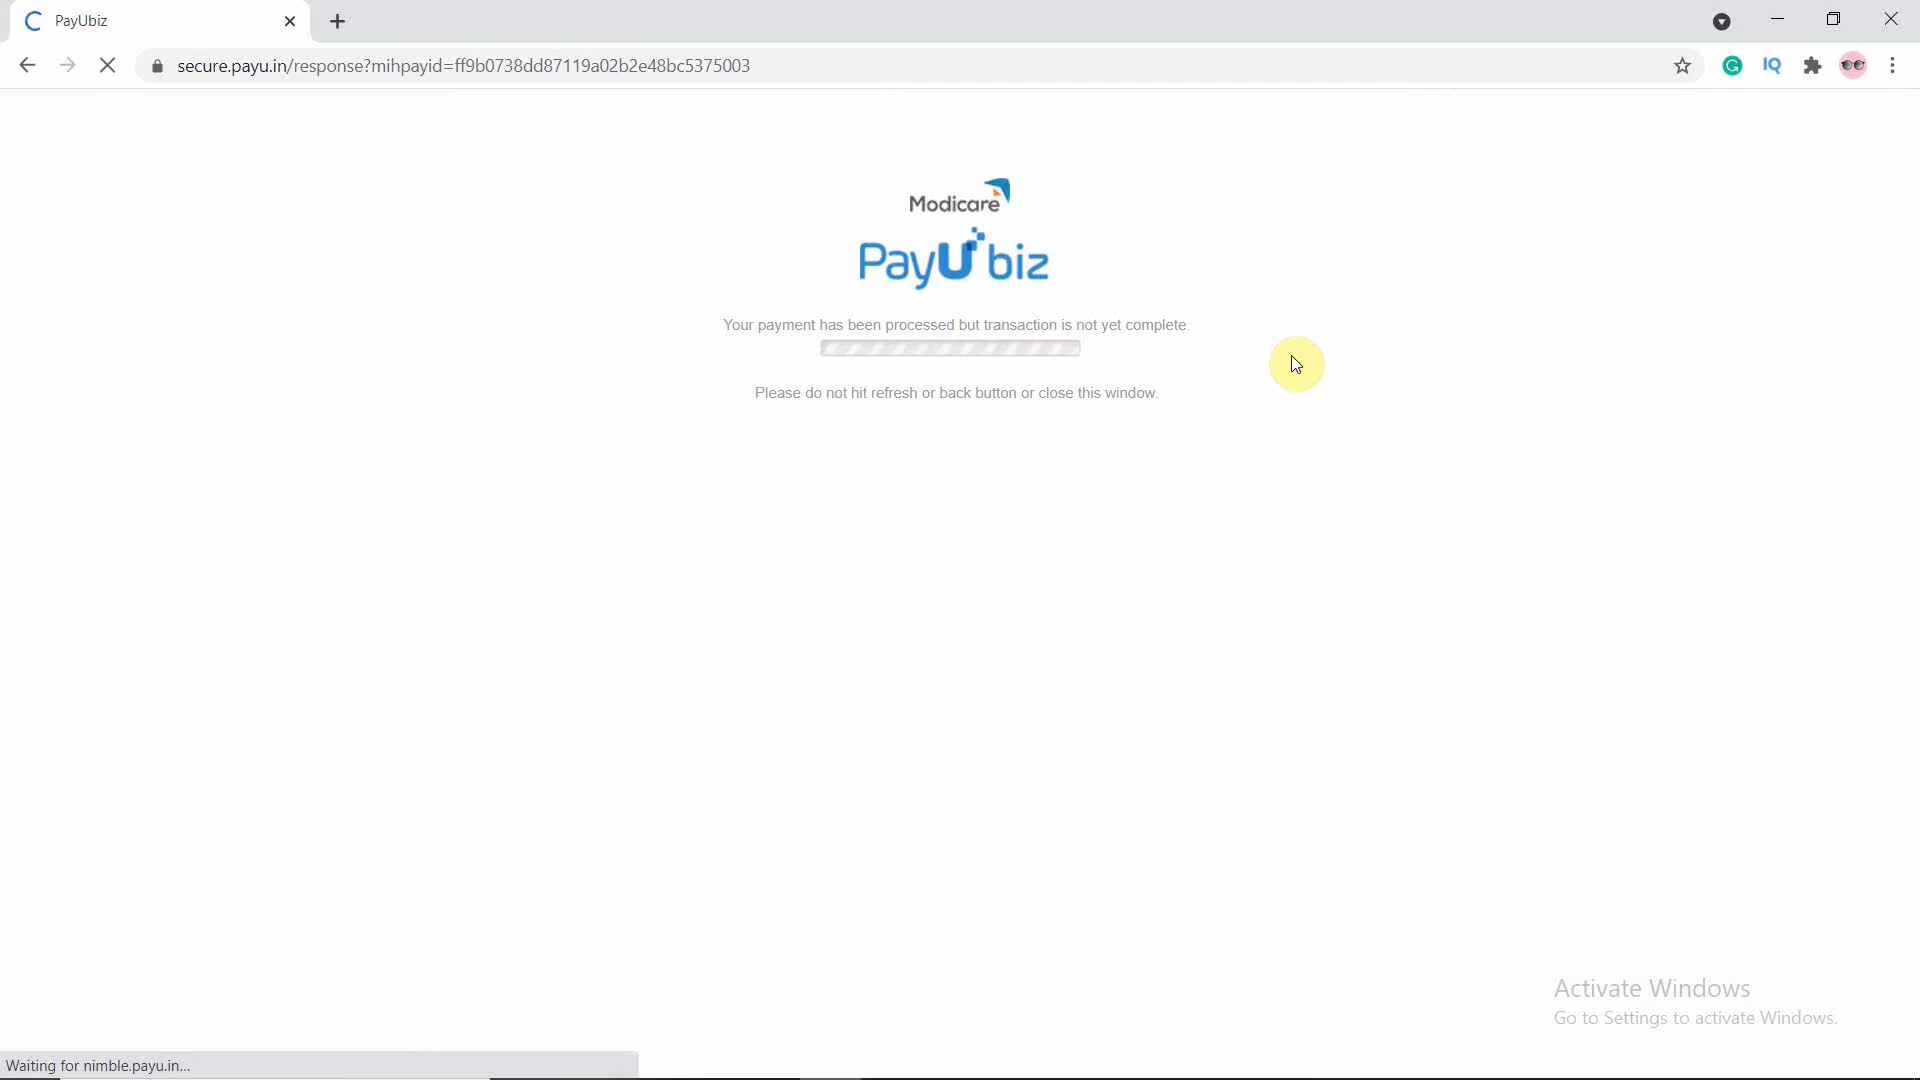 PayUbiz
secure.payu.in/response?mihpayid=ff9b0738dd87119a02b2e48bc5375003
IQ
Modicare
PayU biz
Your payment has been processed but transaction is not yet complete.
Please do not hit refresh or back button or close this window.
Activate Windows
Go to Settings to activate Windows.
Waiting for nimble.payu.in...